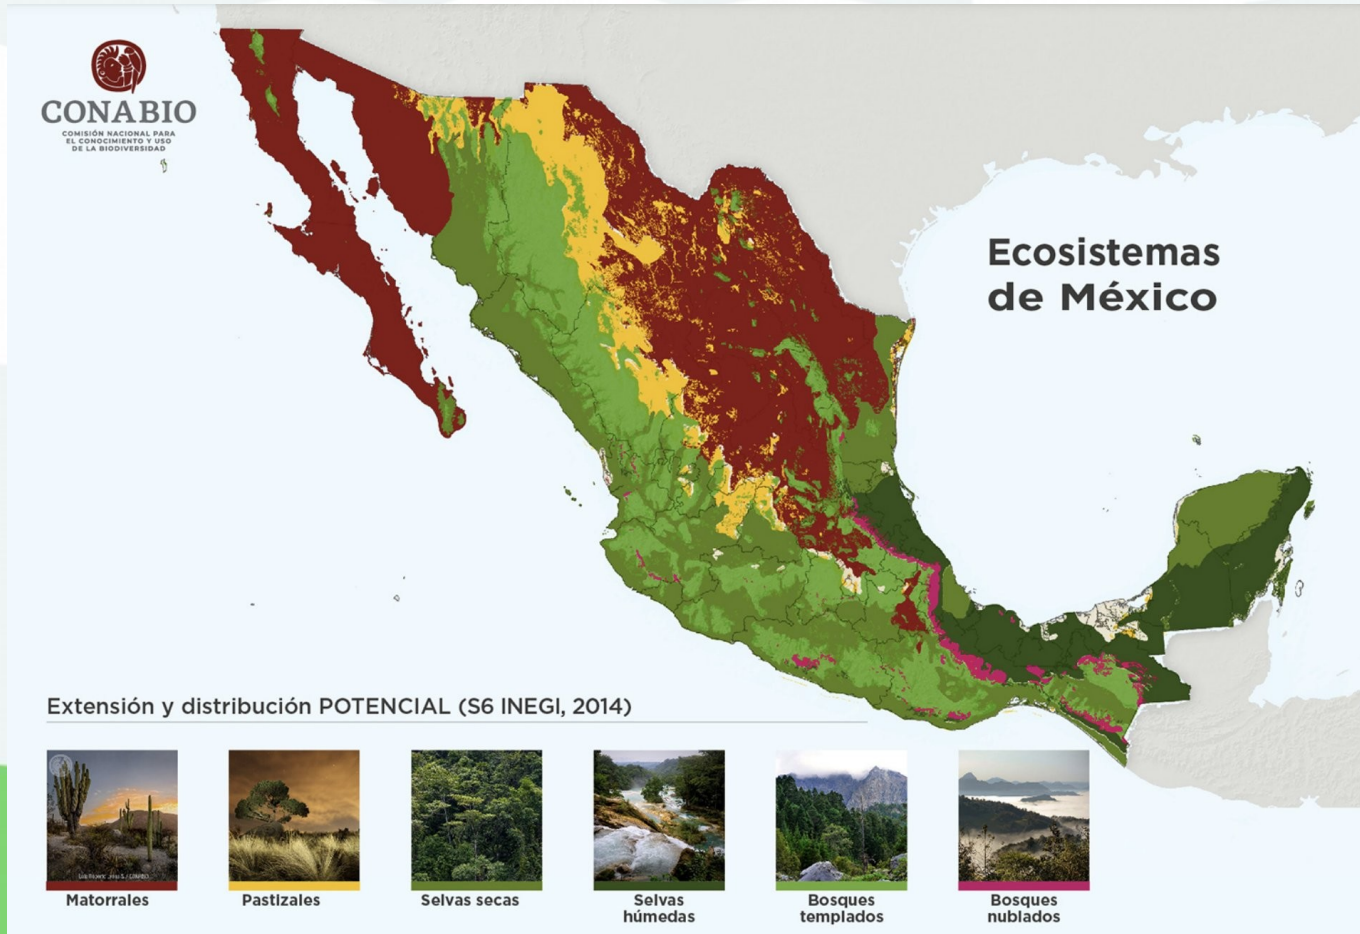 CONABIO
COMISIÓN NACIONAL PARA
EL CONOCIMIENTO Y USO
DE LA BIODIVERSIDAD
Ecosistemas
de México
Extensión y distribución POTENCIAL (S6 INEGI, 2014)
Matorrales
Pastizales
Selvas secas
Selvas
húmedas
Bosques
templados
Bosques
nublados